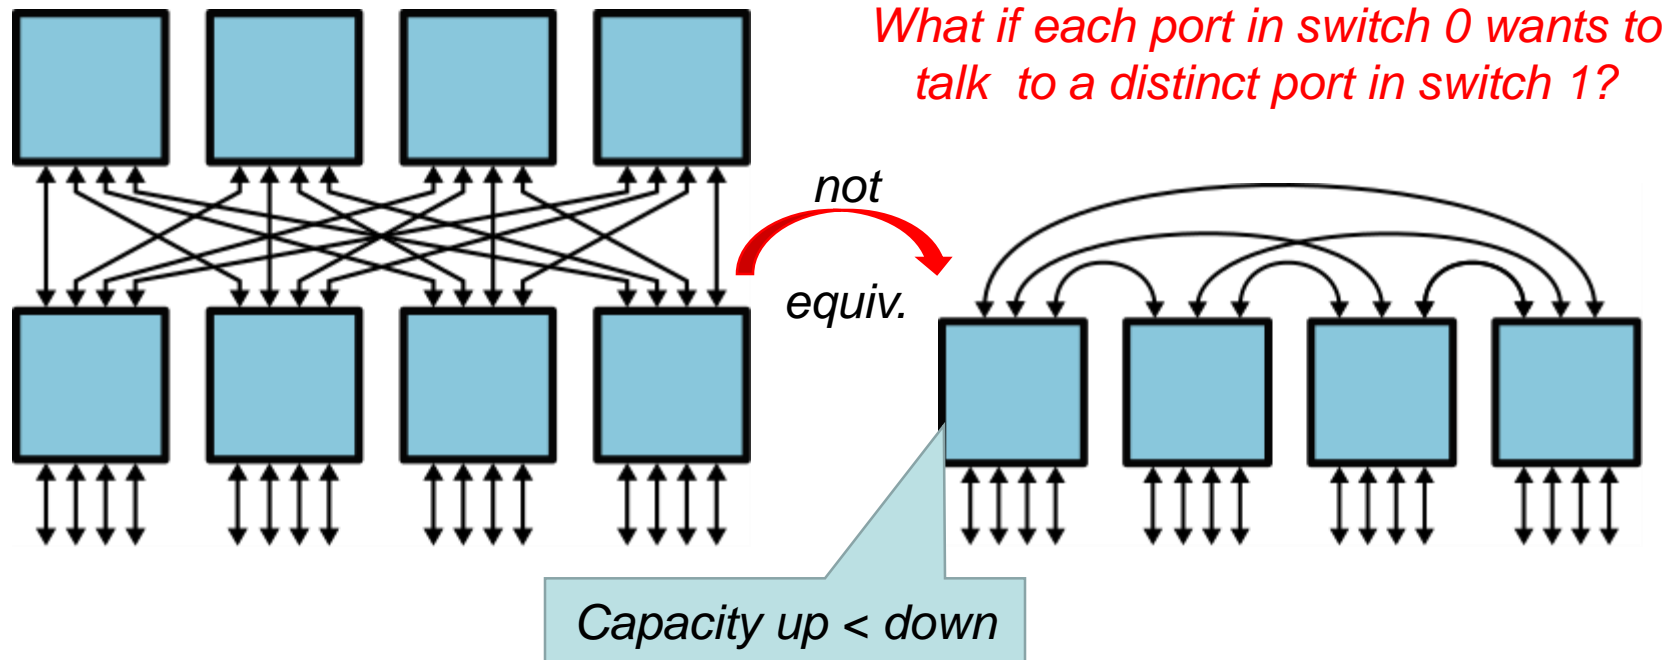 What if each port in switch 0 wants to
talk to a distinct port in switch 1?
not
equiv.
Capacity up < down